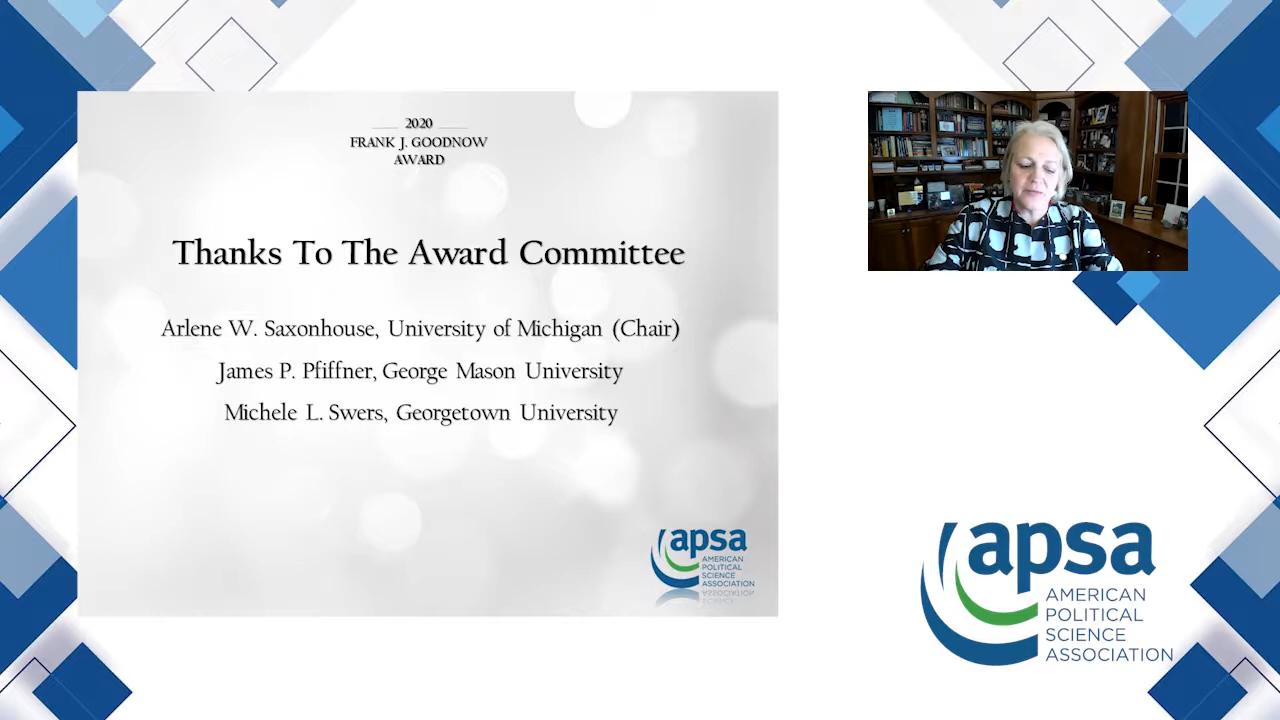 2020
FRANK J. GOODNOW
AWARD
Thanks To The Award Committee
Arlene W. Saxonhouse, University of Michigan (Chair)
James P. Pfiffner, George Mason University
Michele L. Swers, Georgetown University
apsa
AMERICAN
POLITICAL
SCIENCE
ASSOCIATION
apsa
AMERICAN
POLITICAL
SCIENCE
ASSOCIATION